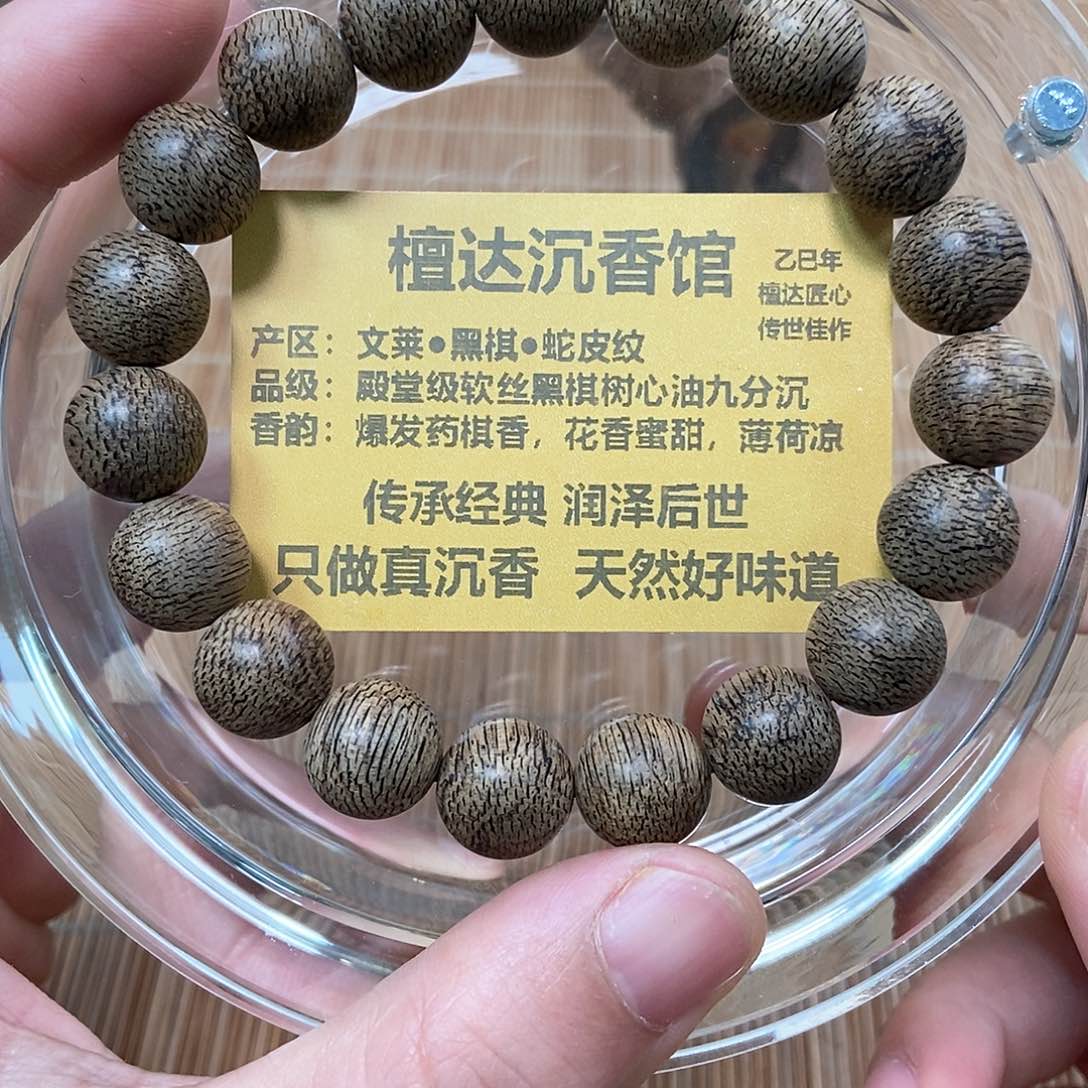 檀达沉香馆
乙巳年
檀达匠心
传世佳作
产区：文莱•黑棋•蛇皮纹
品级：殿堂级软丝黑棋树心油九分沉
香韵：爆发药棋香，花香蜜甜，薄荷凉
传承经典 润泽后世
只做真沉香 天然好味道